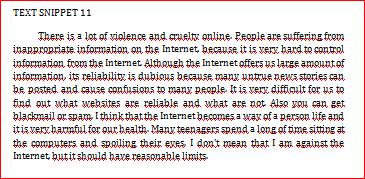 TEXT SNIPPET 11
There is a lot of violence and cruelty online. People are suffering from
inappropriate information on the Internet, because it is very hard to control
information from the Internet. Although the Internet offers us large amount of
information, its reliability is dubious because many untrue news stories can
be posted and cause confusions to many people. It is very difficult for us to
find out what websites are reliable and what are not. Also you can get
blackmail or spam. I think that the Internet becomes a way of a person life and
it is very harmful for our health. Many teenagers spend a long of time sitting at
the computers and spoiling their eyes. I don't mean that I am against the
Internet, but it should have reasonable limits.